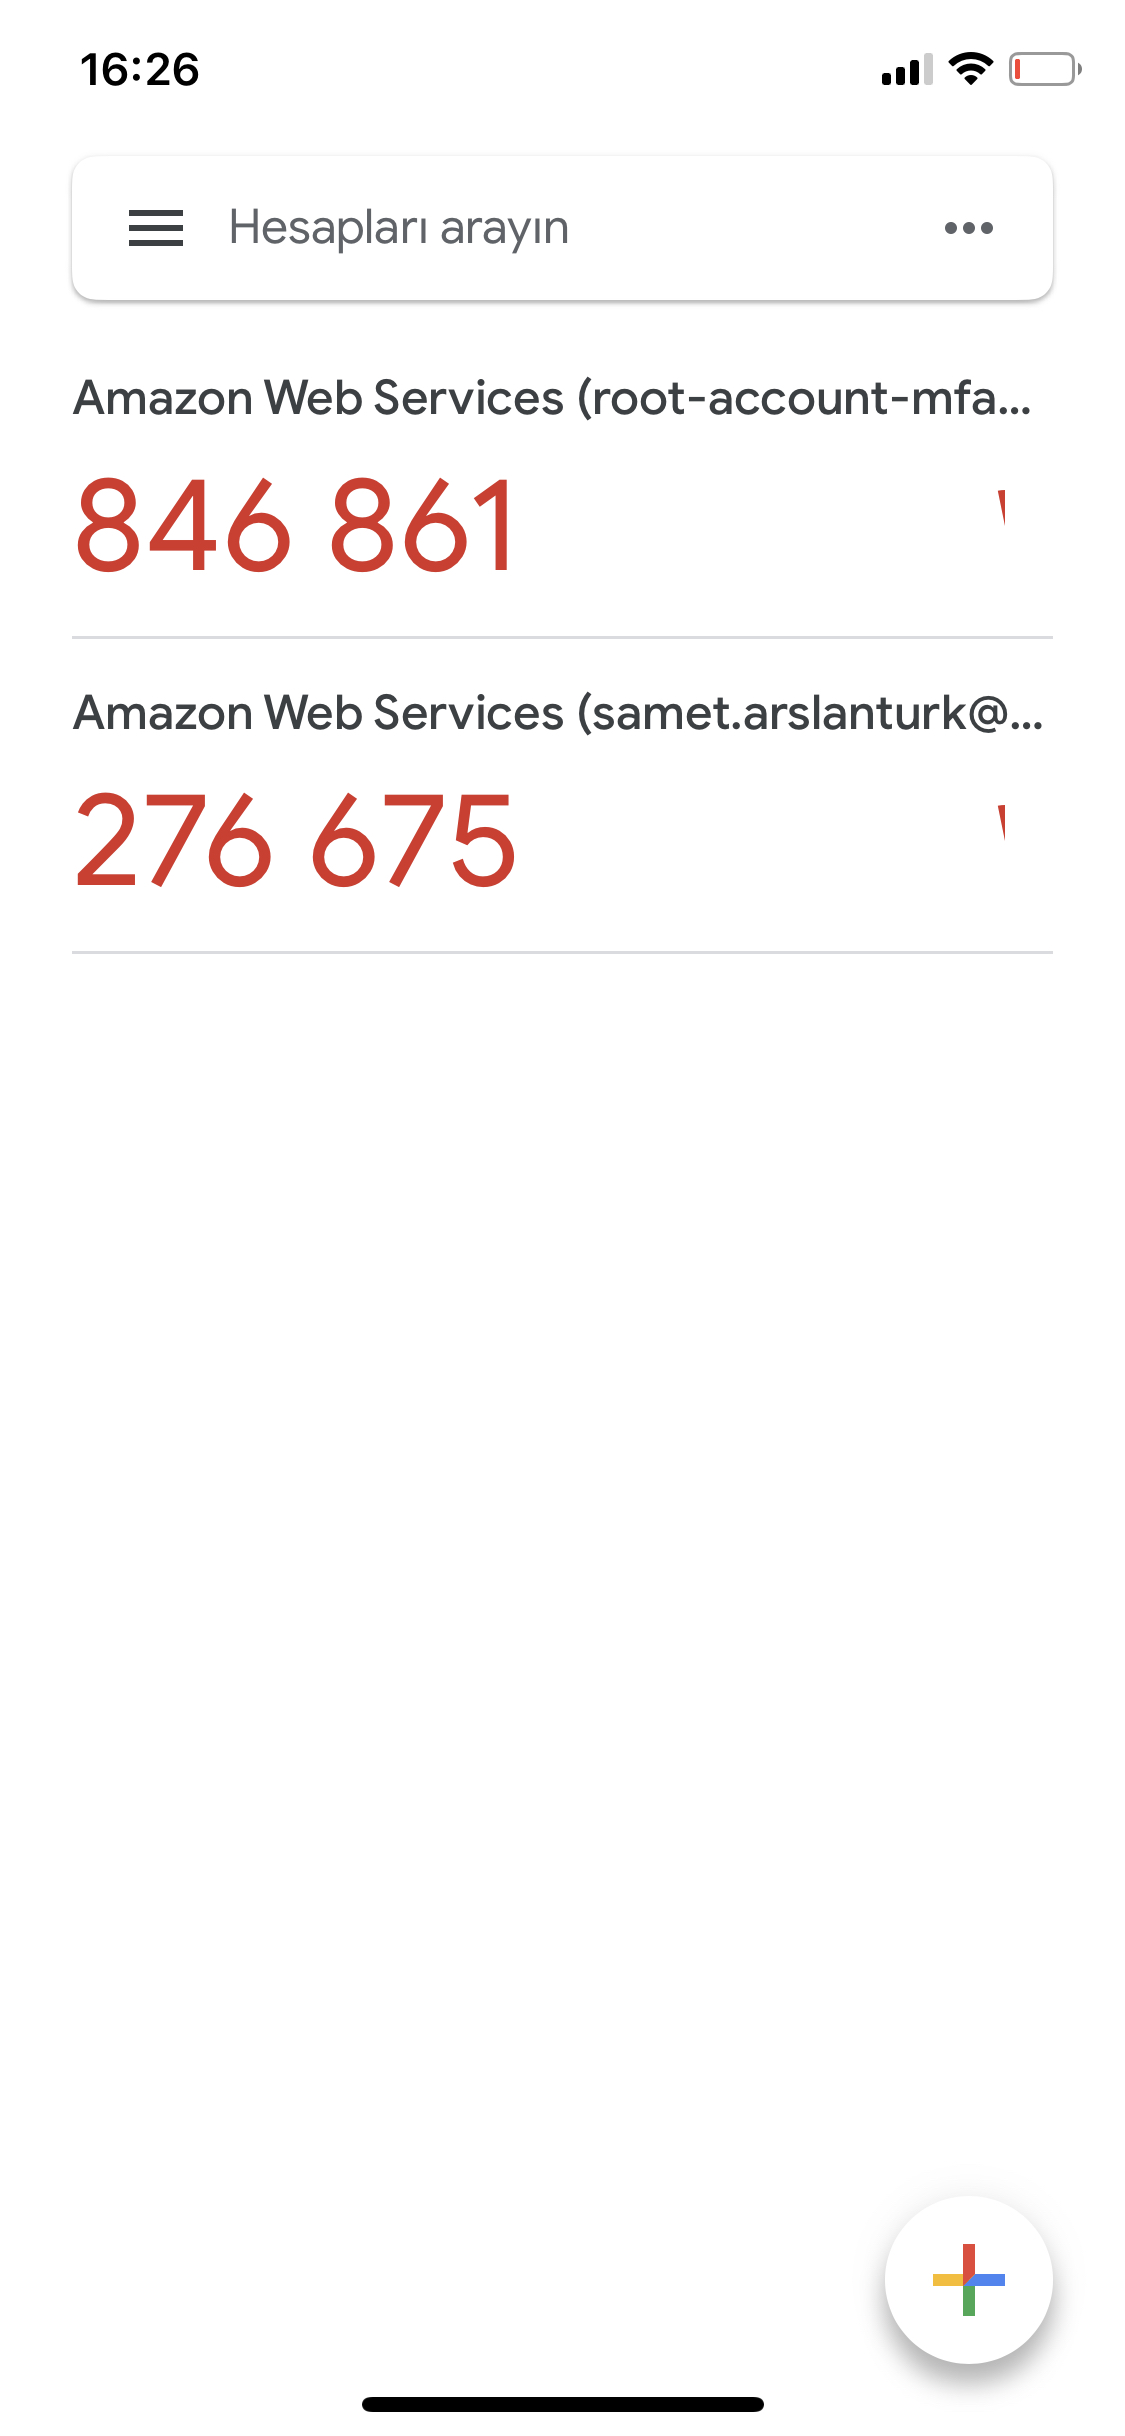 16:26
Hesapları arayın
Amazon Web Services (root-account-mfa...
846 861
Amazon Web Services (samet.arslanturk@...
276 675